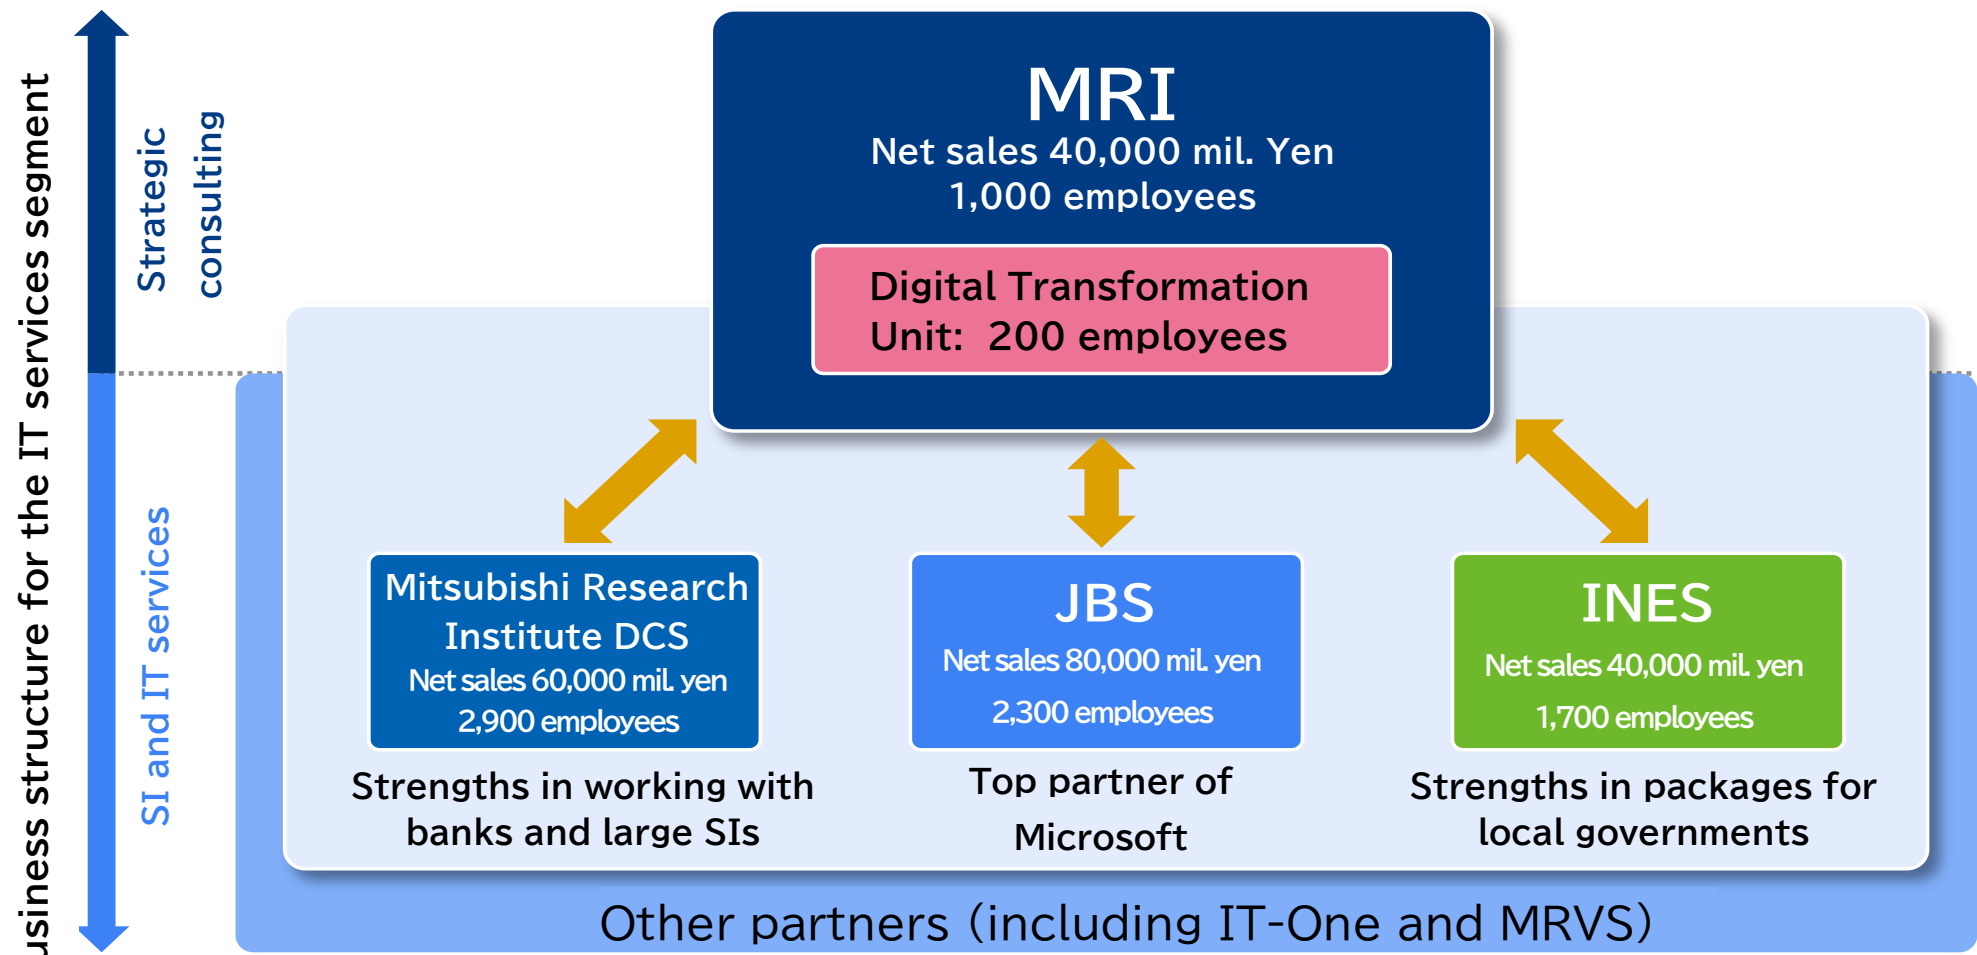 usiness structure for the IT services segment
Strategic
consulting
SI and IT services
MRI
Net sales 40,000 mil. Yen
1,000 employees
Digital Transformation
Unit: 200 employees
Mitsubishi Research
Institute DCS
Net sales 60,000 mil. yen
2,900 employees
Strengths in working with
banks and large SIs
JBS
Net sales 80,000 mil. yen
2,300 employees
Top partner of
Microsoft
INES
Net sales 40,000 mil. yen
1,700 employees
Strengths in packages for
local governments
Other partners (including IT-One and MRVS)